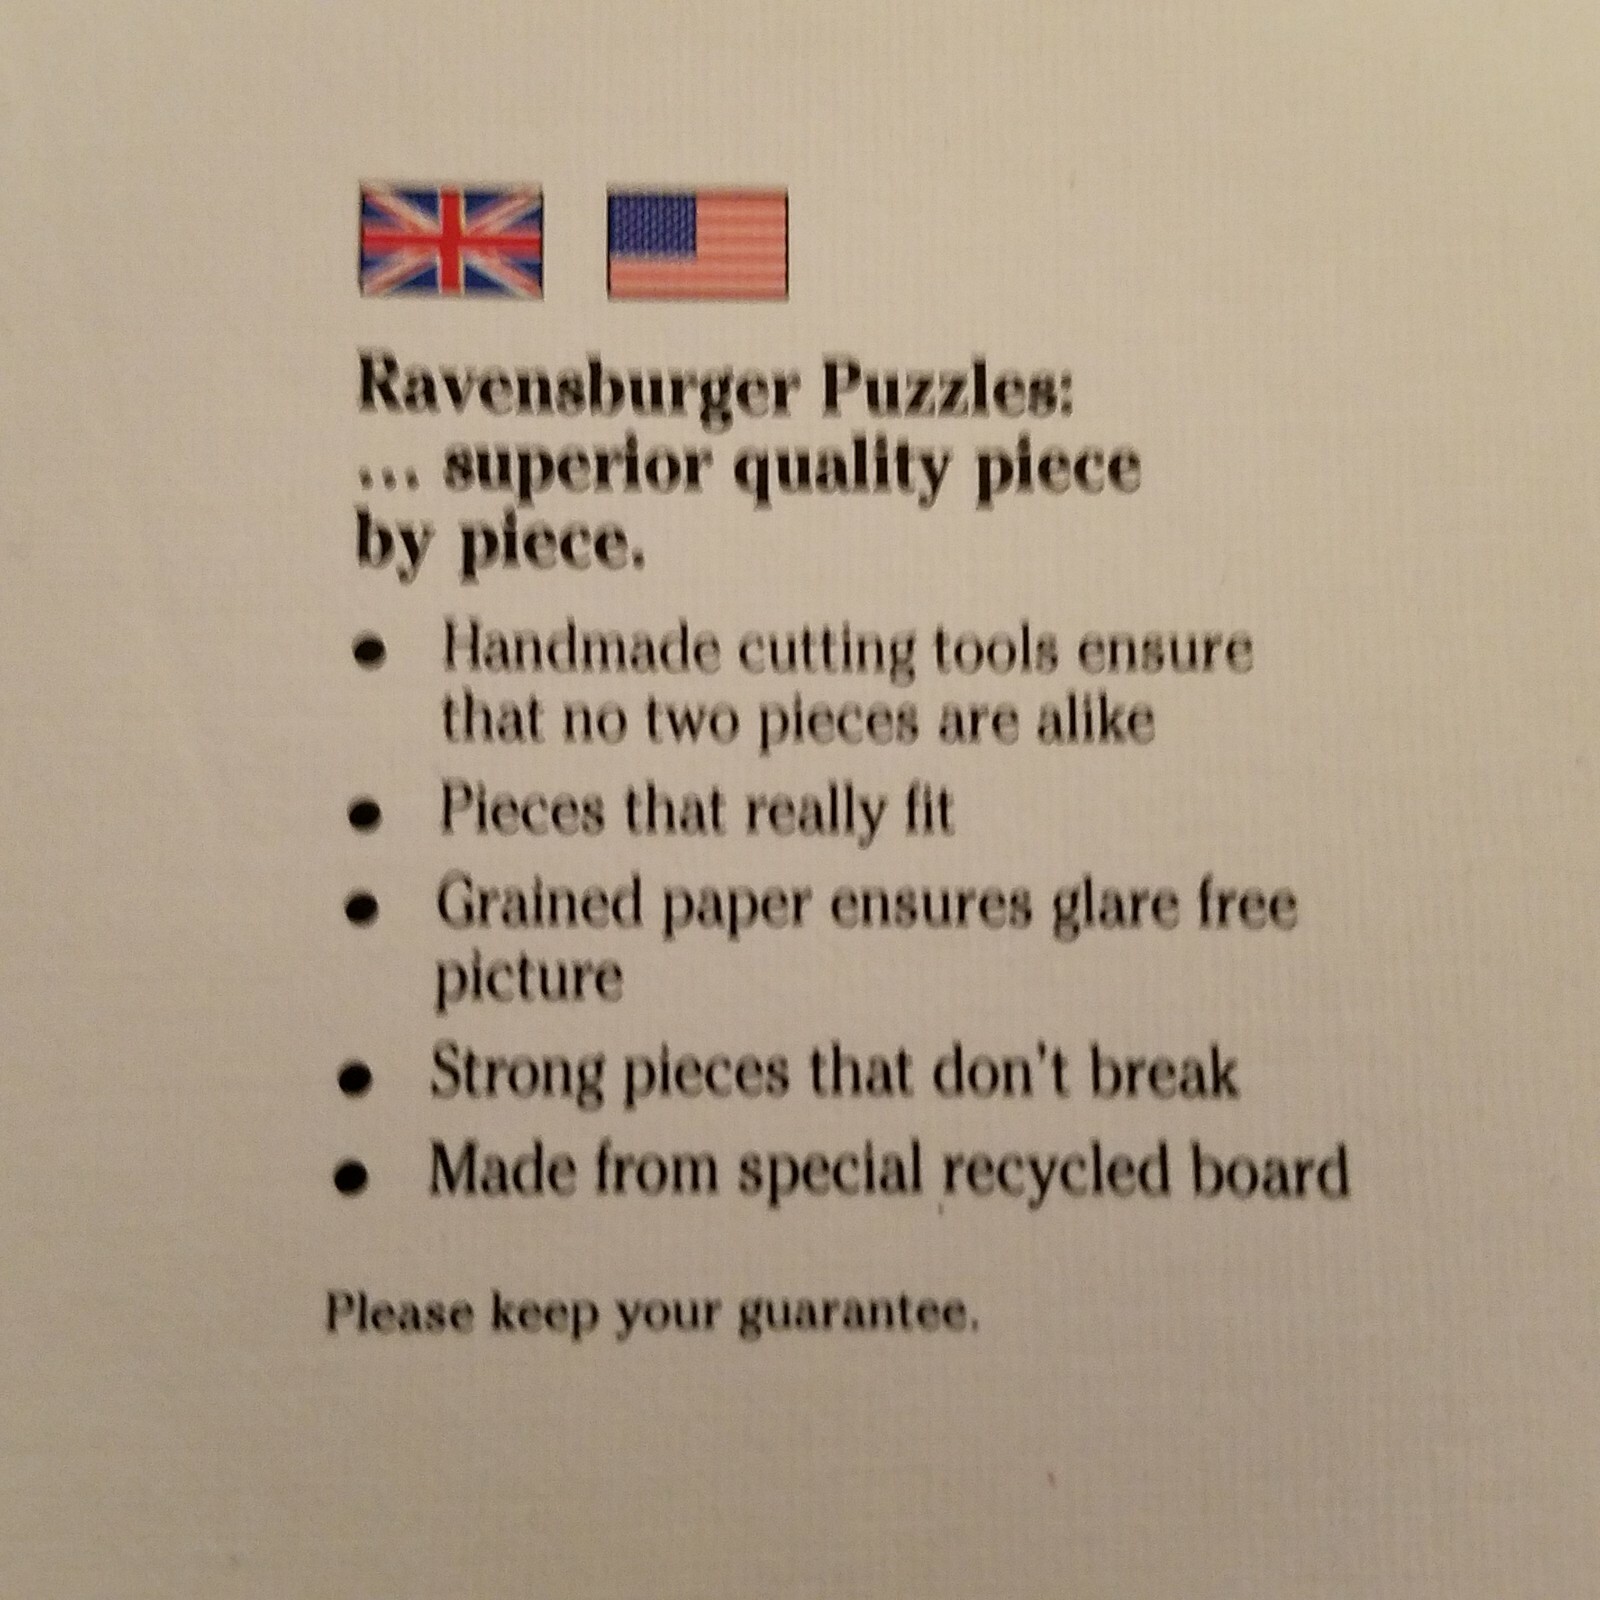 Ravensburger Puzzles:
... superior quality piece
by piece.
● Handmade cutting tools ensure
that no two pieces are alike
● Pieces that really fit
● Grained paper ensures glare free
picture
● Strong pieces that don't break
● Made from special recycled board
Please keep your guarantee.